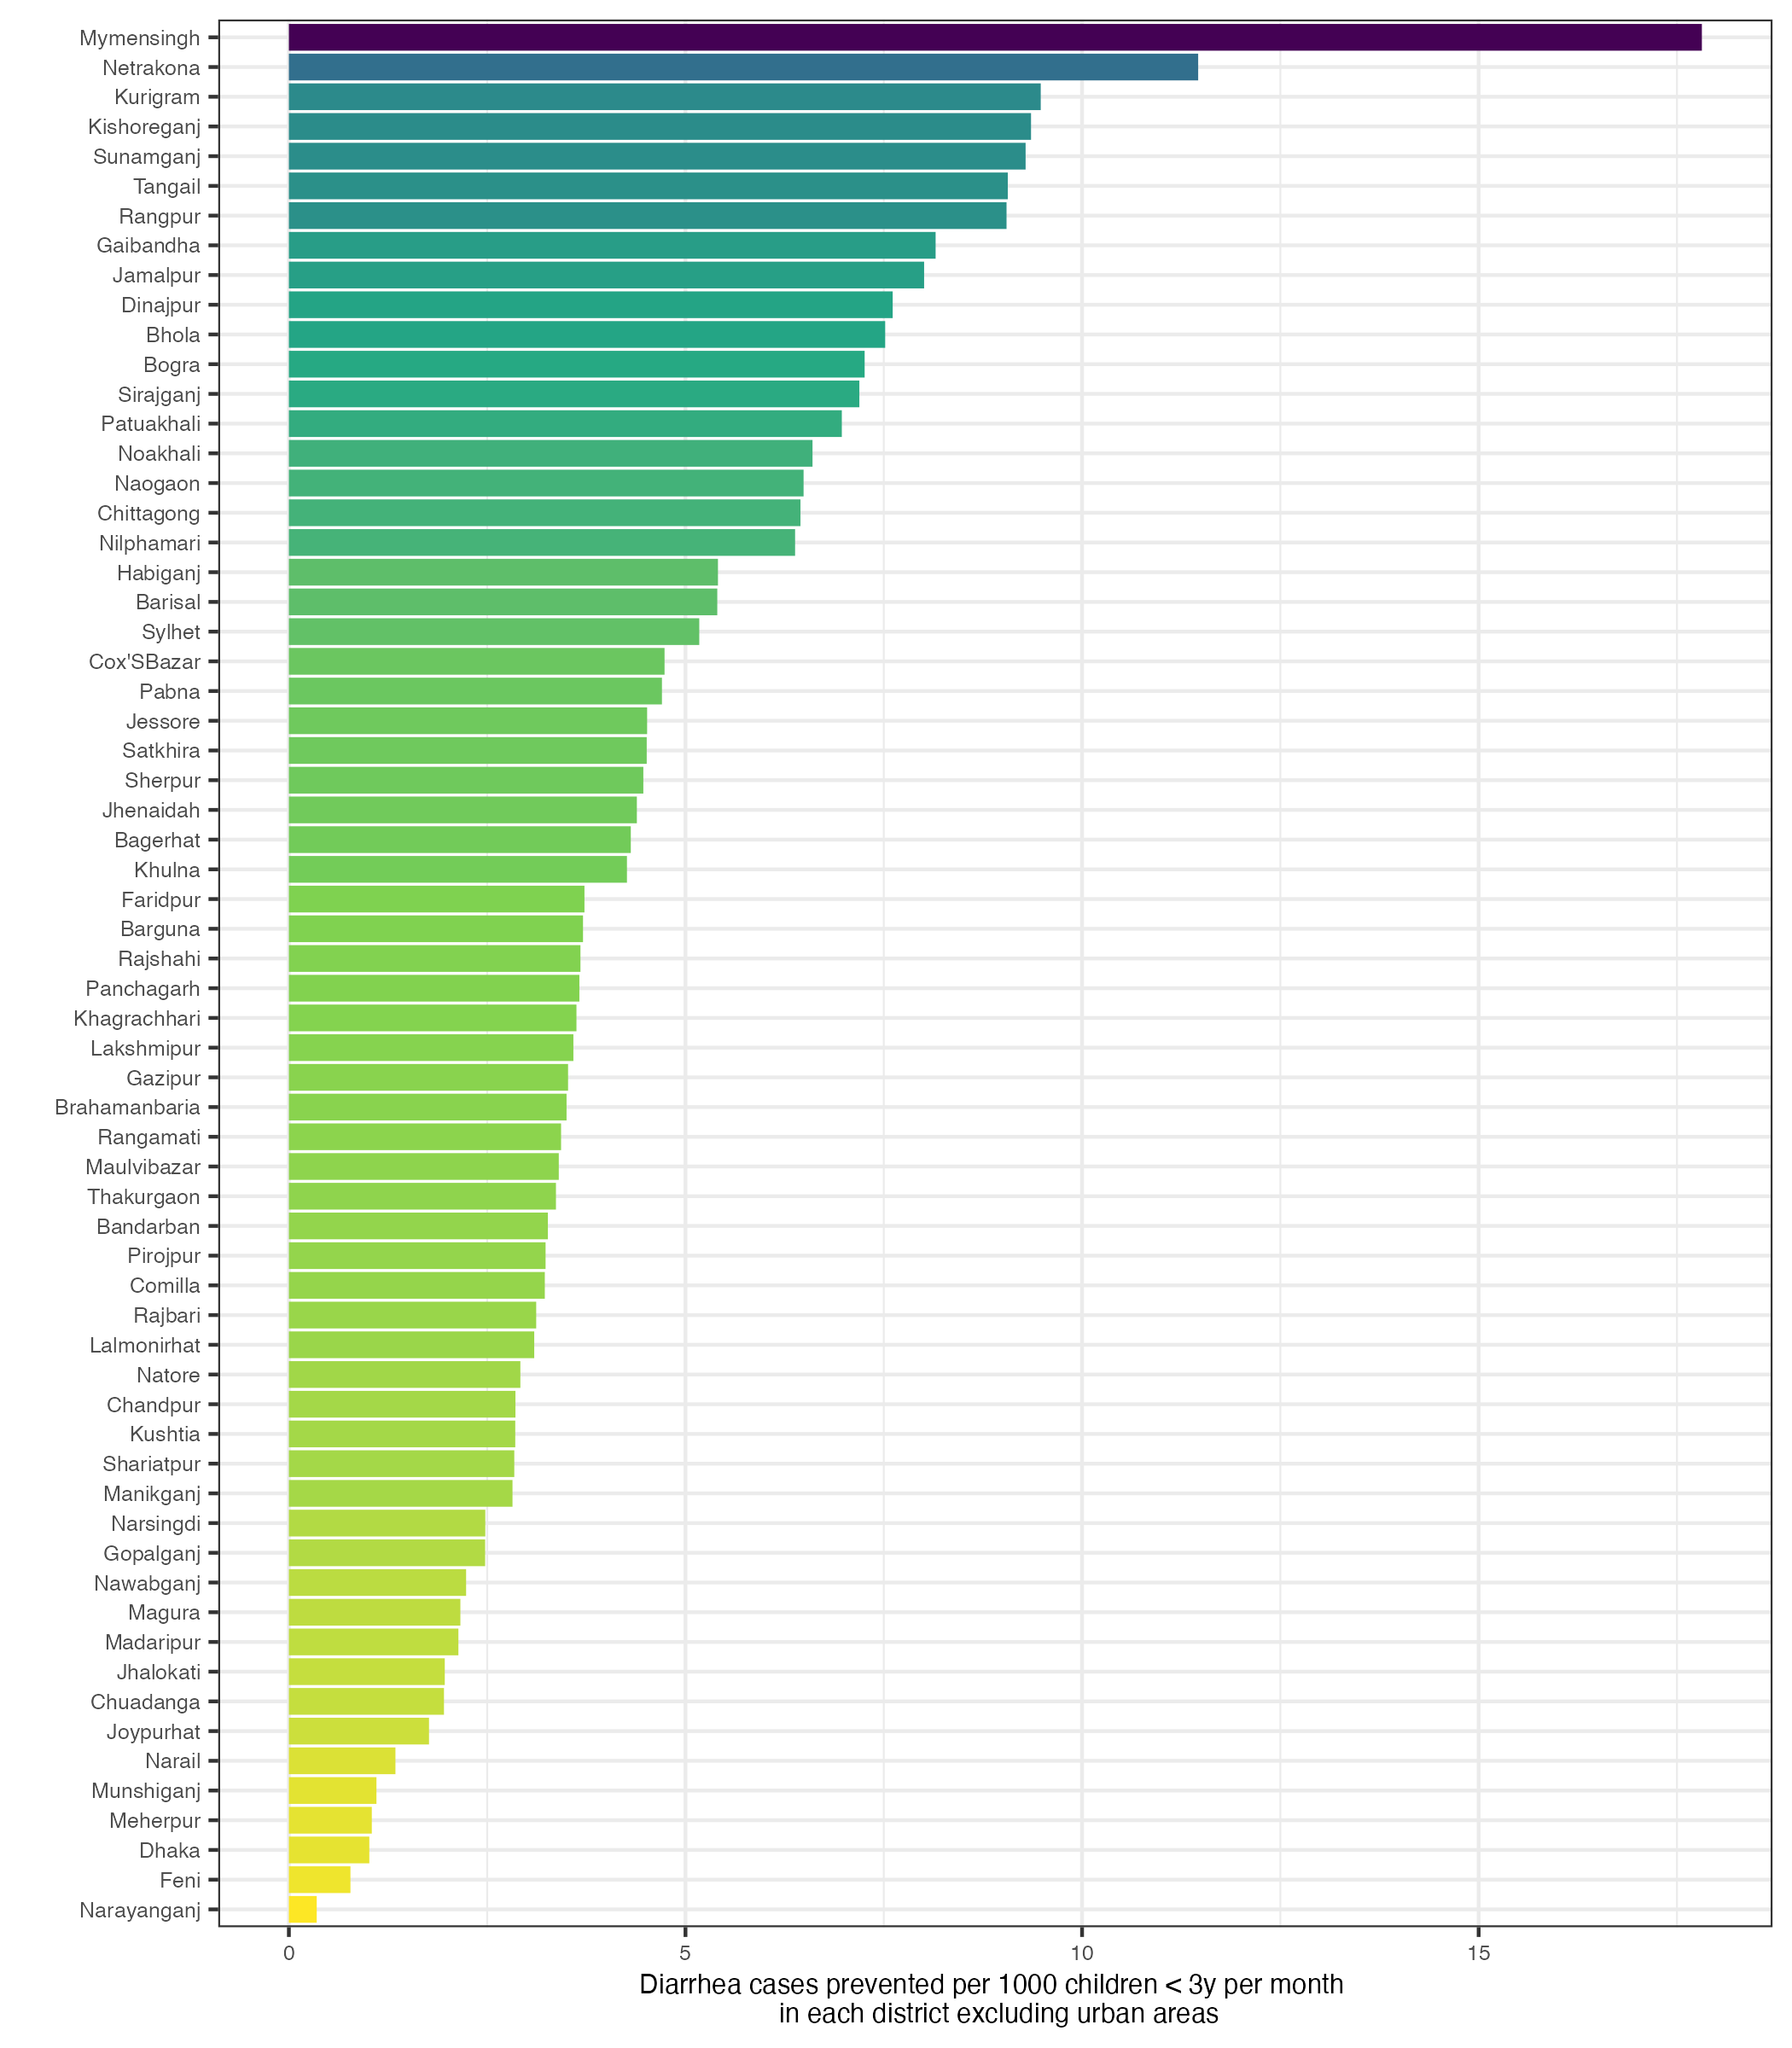 Mymensingh
Netrakona
Kurigram
Kishoreganj
Sunamganj
Tangail
Rangpur
Gaibandha
Jamalpur
Dinajpur
Bhola
Bogra
Sirajganj
Patuakhali
Noakhali
Naogaon
Chittagong
Nilphamari
Habiganj
Barisal
Sylhet
Cox'SBazar
Pabna
Jessore
Satkhira
Sherpur
Jhenaidah
Bagerhat
Khulna
Faridpur
Barguna
Rajshahi
Panchagarh
Khagrachhari
Lakshmipur
Gazipur
Brahamanbaria
Rangamati
Maulvibazar
Thakurgaon
Bandarban
Pirojpur
Comilla
Rajbari
Lalmonirhat
Natore
Chandpur
Kushtia
Shariatpur
Manikganj
Narsingdi
Gopalganj
Nawabganj
Magura
Madaripur
Jhalokati
Chuadanga
Joypurhat
Narail
Munshiganj
Meherpur
Dhaka
Feni
Narayanganj
0 5 10 15
Diarrhea cases prevented per 1000 children < 3y per month
in each district excluding urban areas